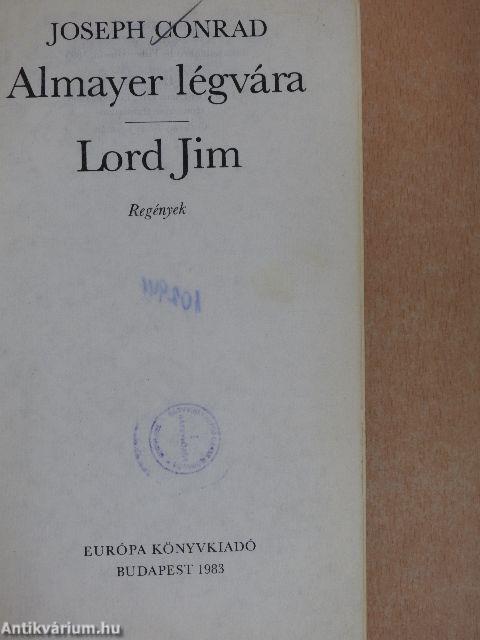 JOSEPH CONRAD
Almayer légvára
Lord Jim
Regények
EURÓPA KÖNYVKIADÓ
BUDAPEST 1983
Antikvárium.hu